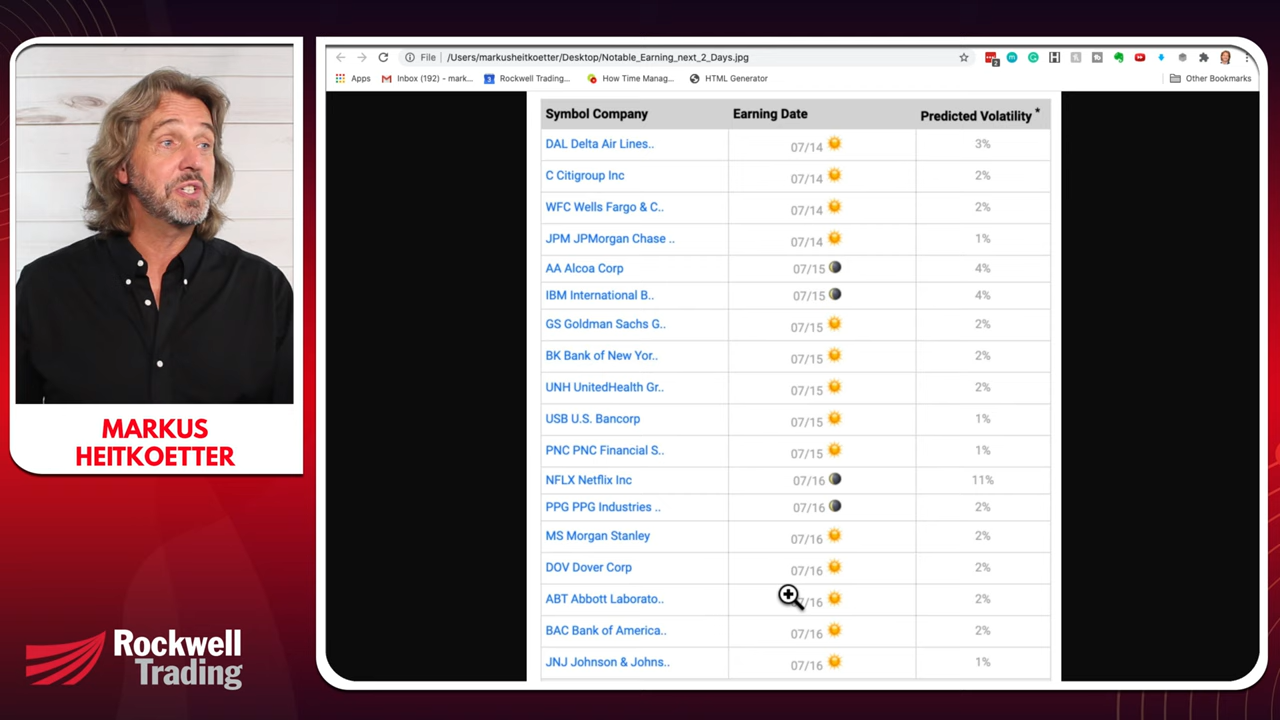 File /Users/markusheitkoetter/Desktop/Notable_Earning_next_2_Days.jpg
Apps Inbox (192) - mark... Rockwell Trading... How Time Manag... HTML Generator Other Bookmarks
Symbol Company Earning Date Predicted Volatility *
DAL Delta Air Lines.. 07/14 3%
C Citigroup Inc 07/14 2%
WFC Wells Fargo & C.. 07/14 2%
JPM JPMorgan Chase .. 07/14 1%
AA Alcoa Corp 07/15 4%
IBM International B.. 07/15 4%
GS Goldman Sachs G.. 07/15 2%
BK Bank of New Yor.. 07/15 2%
UNH UnitedHealth Gr.. 07/15 2%
USB U.S. Bancorp 07/15 1%
PNC PNC Financial S.. 07/15 1%
NFLX Netflix Inc 07/16 11%
PPG PPG Industries .. 07/16 2%
MS Morgan Stanley 07/16 2%
DOV Dover Corp 07/16 2%
ABT Abbott Laborato.. 7/16 2%
BAC Bank of America.. 07/16 2%
JNJ Johnson & Johns.. 07/16 1%
MARKUS
HEITKOETTER
Rockwell
Trading